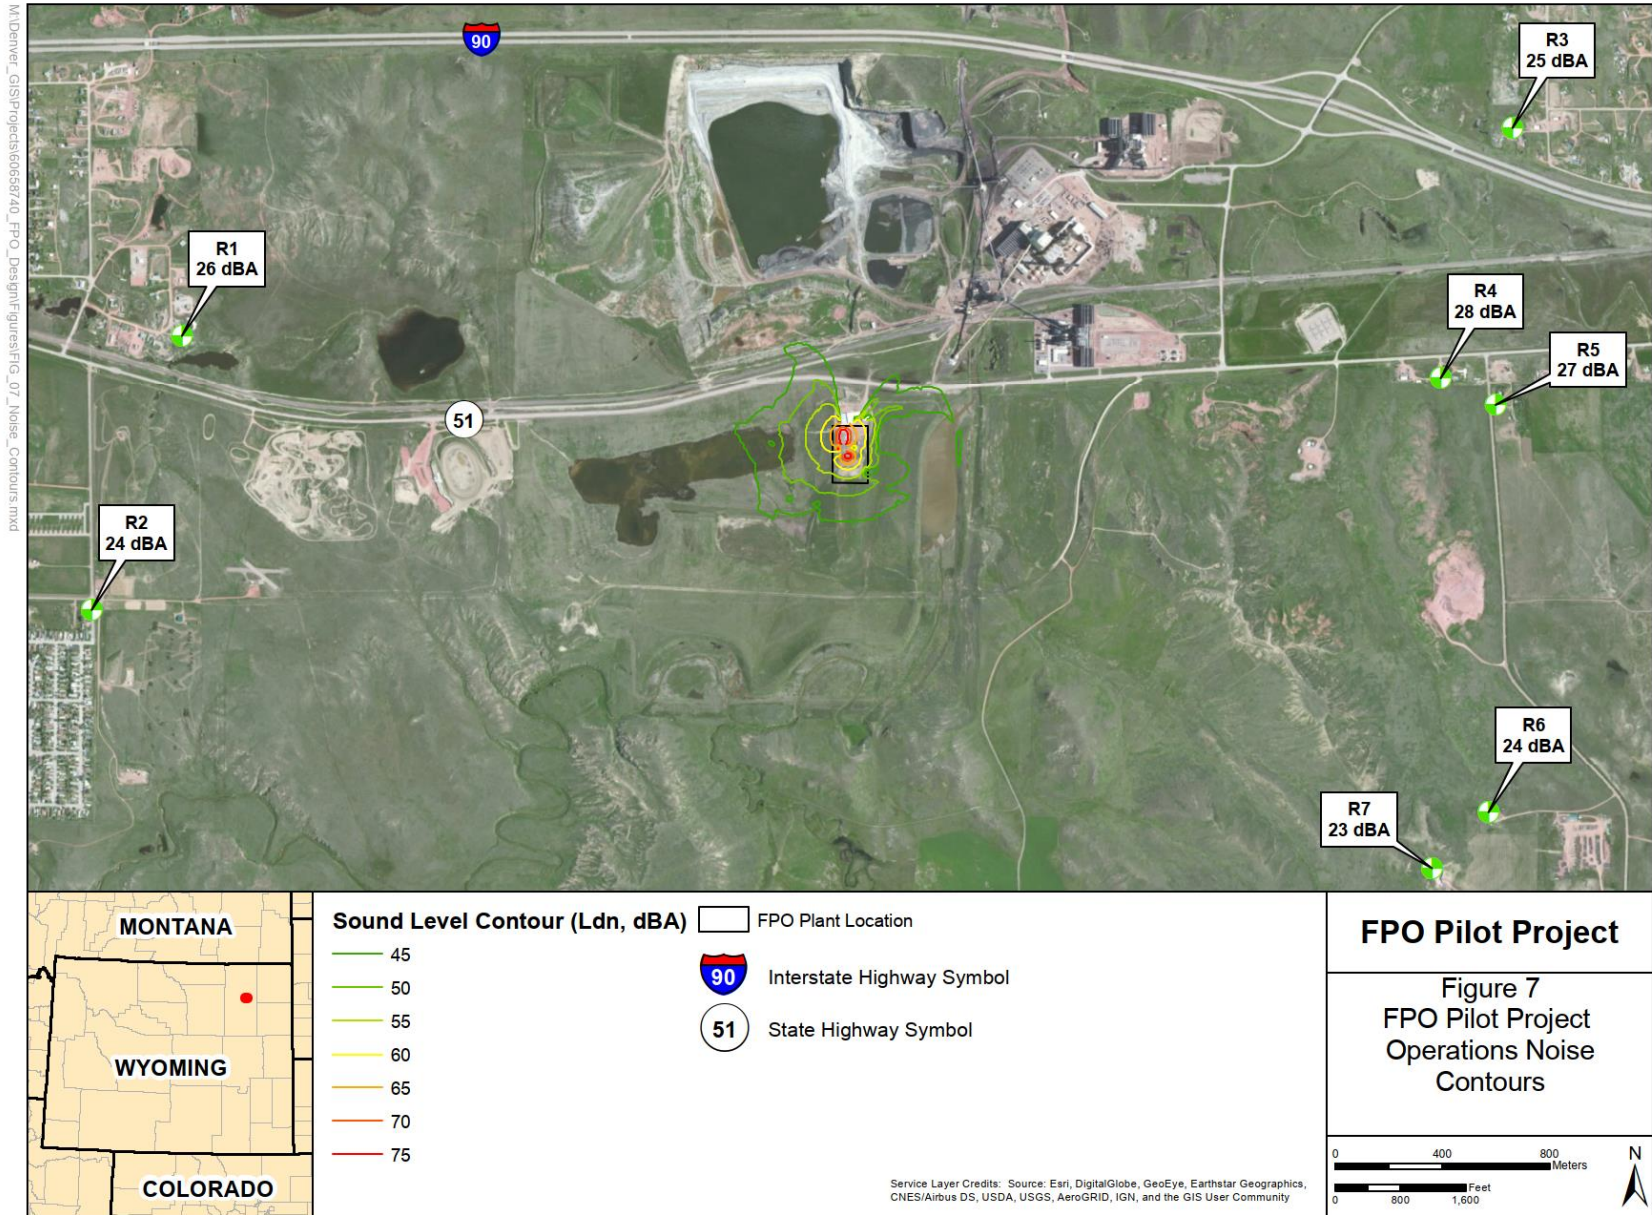 M:\Denver_GIS\Projects\60658740_FPO_Design\Figures\FIG_07_Noise_Contours.mxd
90
R3
25 dBA
R1
26 dBA
R4
28 dBA
R5
27 dBA
51
R2
24 dBA
R6
24 dBA
R7
23 dBA
MONTANA
WYOMING
COLORADO
Sound Level Contour (Ldn, dBA)
45
50
55
60
65
70
75
FPO Plant Location
90
Interstate Highway Symbol
51
State Highway Symbol
Service Layer Credits: Source: Esri, DigitalGlobe, GeoEye, Earthstar Geographics,
CNES/Airbus DS, USDA, USGS, AeroGRID, IGN, and the GIS User Community
FPO Pilot Project
Figure 7
FPO Pilot Project
Operations Noise
Contours
0 400 800
Meters
Feet
0 800 1,600
N